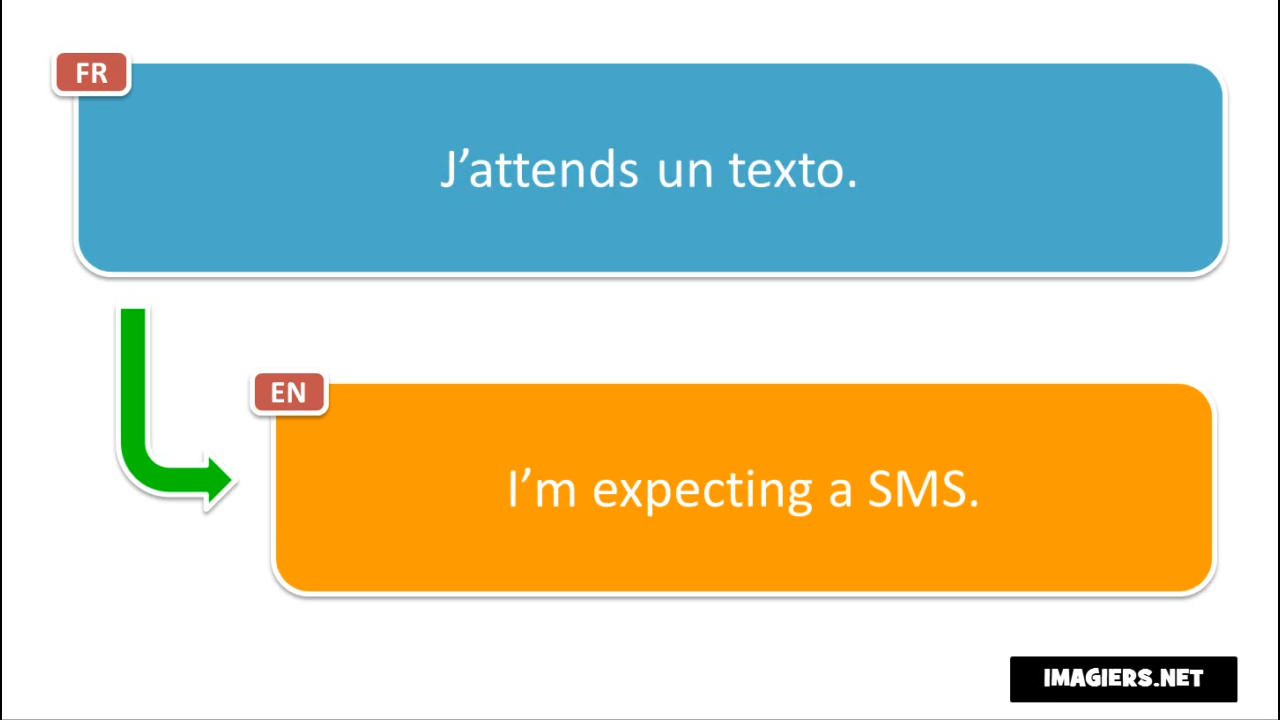 FR
J’attends un texto.
EN
I’m expecting a SMS.
IMAGIERS.NET